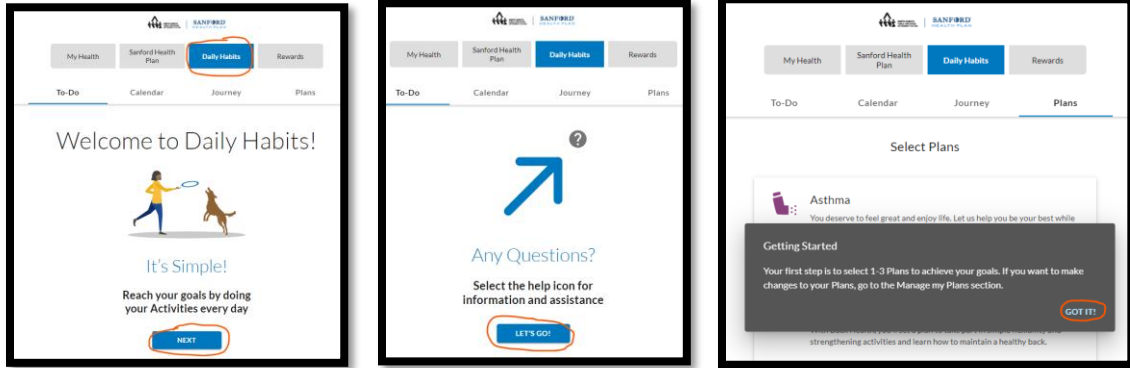 SANFORD
HEALTH PLAN
My Health
Sanford Health
Plan
Daily Habits
Rewards
To-Do
Calendar
Journey
Plans
Welcome to Daily Habits!
It's Simple!
Reach your goals by doing
your Activities every day
NEXT
SANFORD
HEALTH PLAN
My Health
Sanford Health
Plan
Daily Habits
Rewards
To-Do
Calendar
Journey
Plans
?
Any Questions?
Select the help icon for
information and assistance
LET'S GO!
SANFORD
HEALTH PLAN
My Health
Sanford Health
Plan
Daily Habits
Rewards
To-Do
Calendar
Journey
Plans
Select Plans
Asthma
You deserve to feel great and enjoy life. Let us help you be your best while
Getting Started
Your first step is to select 1-3 Plans to achieve your goals. If you want to make
changes to your Plans, go to the Manage my Plans section.
GOT IT!
strengthening activities and learn how to maintain a healthy back.